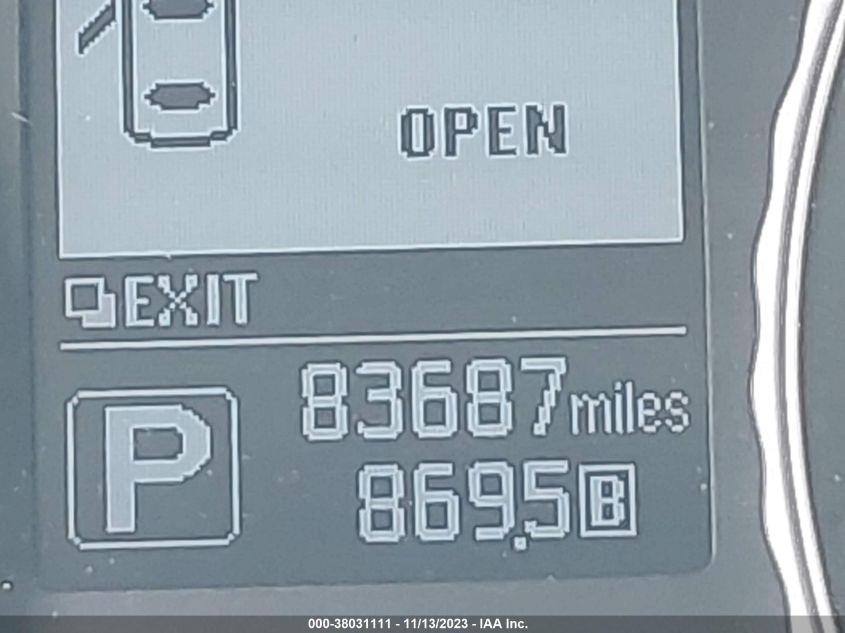 OPEN
EXIT
P
83687 miles
869.5 B
000-38031111 - 11/13/2023 - IAA Inc.